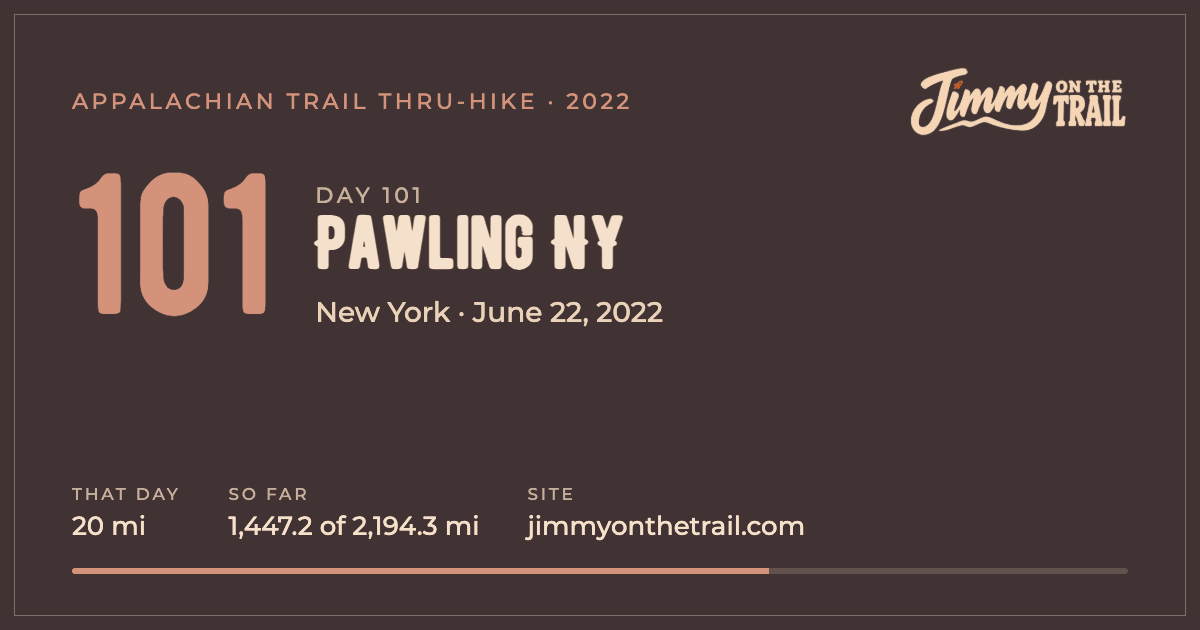 APPALACHIAN TRAIL THRU-HIKE · 2022
Jimmy ON THE TRAIL
101
DAY 101
PAWLING NY
New York · June 22, 2022
THAT DAY
20 mi
SO FAR
1,447.2 of 2,194.3 mi
SITE
jimmyonthetrail.com